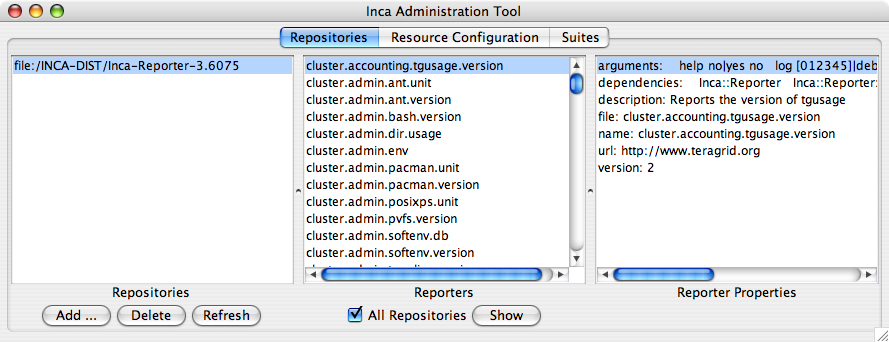 Inca Administration Tool
Repositories Resource Configuration Suites
file:/INCA-DIST/Inca-Reporter-3.6075
cluster.accounting.tgusage.version
cluster.admin.ant.unit
cluster.admin.ant.version
cluster.admin.bash.version
cluster.admin.dir.usage
cluster.admin.env
cluster.admin.pacman.unit
cluster.admin.pacman.version
cluster.admin.posixps.unit
cluster.admin.pvfs.version
cluster.admin.softenv.db
cluster.admin.softenv.version
arguments: help no|yes no log [012345]|deb
dependencies: Inca::Reporter Inca::Reporter:
description: Reports the version of tgusage
file: cluster.accounting.tgusage.version
name: cluster.accounting.tgusage.version
url: http://www.teragrid.org
version: 2
Repositories
Reporters
Reporter Properties
Add ... Delete Refresh
All Repositories Show